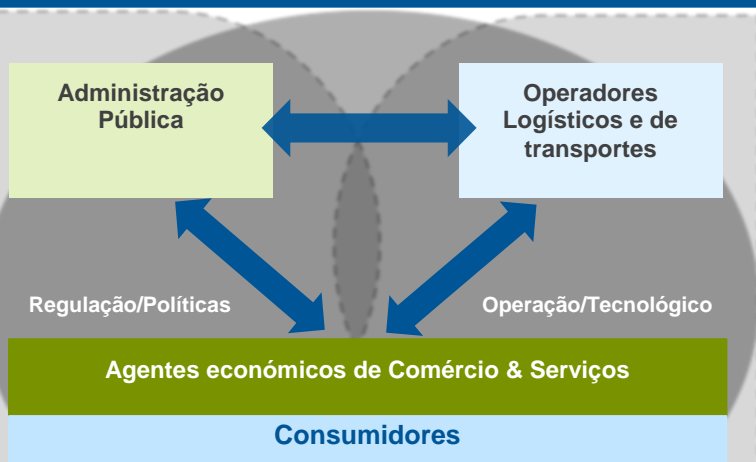 Administração
Pública
Operadores
Logísticos e de
transportes
Regulação/Políticas
Operação/Tecnológico
Agentes económicos de Comércio & Serviços
Consumidores